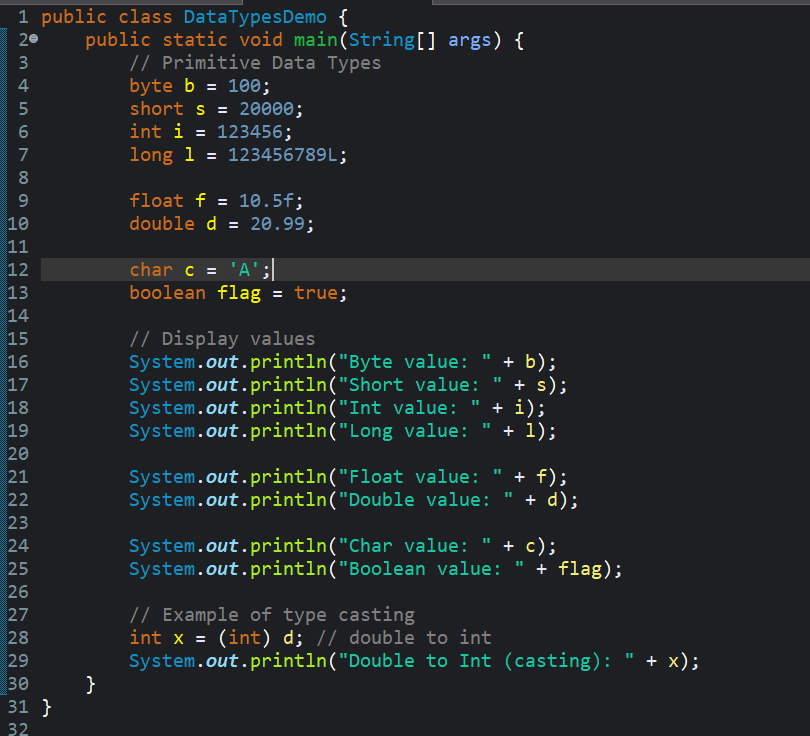 1 public class DataTypesDemo {
2 public static void main(String[] args) {
3 // Primitive Data Types
4 byte b = 100;
5 short s = 20000;
6 int i = 123456;
7 long l = 123456789L;
8
9 float f = 10.5f;
10 double d = 20.99;
11
12 char c = 'A';
13 boolean flag = true;
14
15 // Display values
16 System.out.println("Byte value: " + b);
17 System.out.println("Short value: " + s);
18 System.out.println("Int value: " + i);
19 System.out.println("Long value: " + l);
20
21 System.out.println("Float value: " + f);
22 System.out.println("Double value: " + d);
23
24 System.out.println("Char value: " + c);
25 System.out.println("Boolean value: " + flag);
26
27 // Example of type casting
28 int x = (int) d; // double to int
29 System.out.println("Double to Int (casting): " + x);
30 }
31 }
32